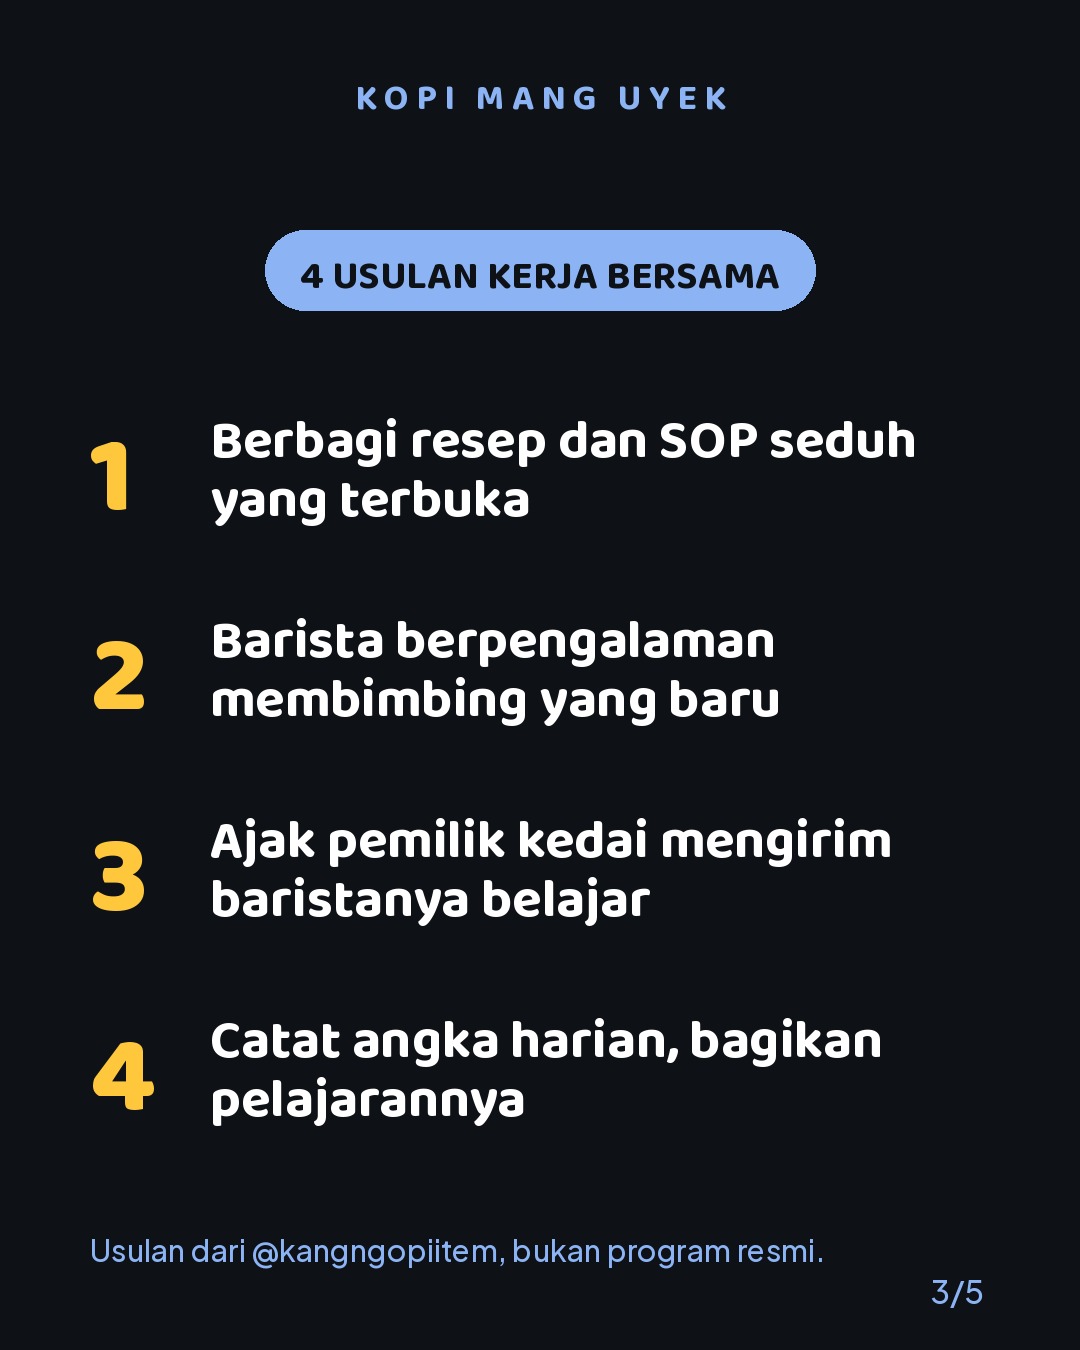 KOPI MANG UYEK
4 USULAN KERJA BERSAMA
1
Berbagi resep dan SOP seduh
yang terbuka
2
Barista berpengalaman
membimbing yang baru
3
Ajak pemilik kedai mengirim
baristanya belajar
4
Catat angka harian, bagikan
pelajarannya
Usulan dari @kangngopiitem, bukan program resmi.
3/5